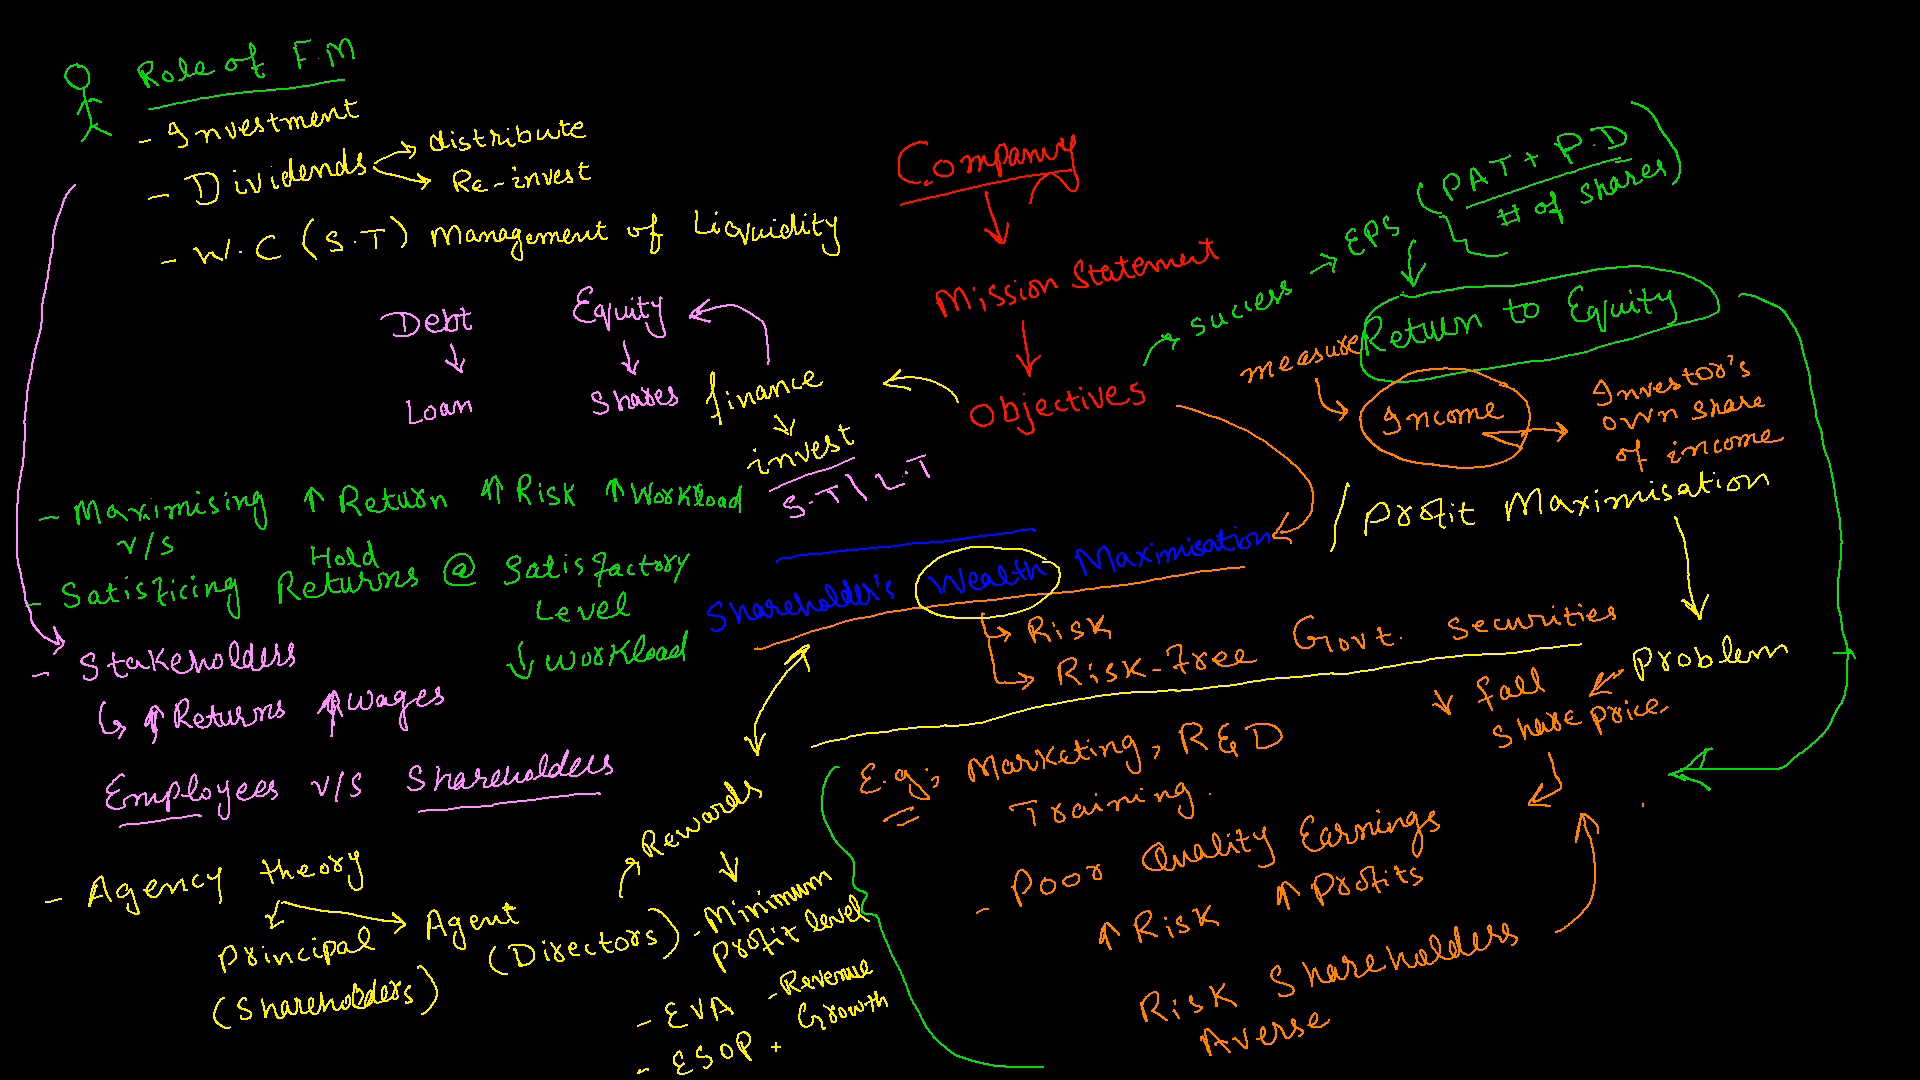 Role of F.M
- Investment
- Dividends
distribute
Re-invest
- W.C (S.T) Management of Liquidity
Debt
Loan
Equity
Shares
finance
invest
S.T | L.T
Company
Mission Statement
Objectives
success
EPS
PAT + P.D
# of shares
Return to Equity
measure
Income
Investor's
own share
of income
Profit Maximisation
Problem
fall
share price
- Maximising ↑ Return ↑ Risk ↑ Workload
v/s
- Satisficing Hold Returns @ Satisfactory
Level
↓ Workload
Shareholder's Wealth Maximisation
Risk
Risk-free Govt. Securities
- Stakeholders
↑ Returns ↑ Wages
Employees v/s Shareholders
- Agency theory
Principal
(Shareholders)
Agent
(Directors)
Rewards
- Minimum
Profit level
- EVA
- Revenue
Growth
- ESOP
E.g; Marketing, R&D
Training.
- Poor Quality Earnings
↑ Risk ↑ Profits
Risk Shareholders
Averse